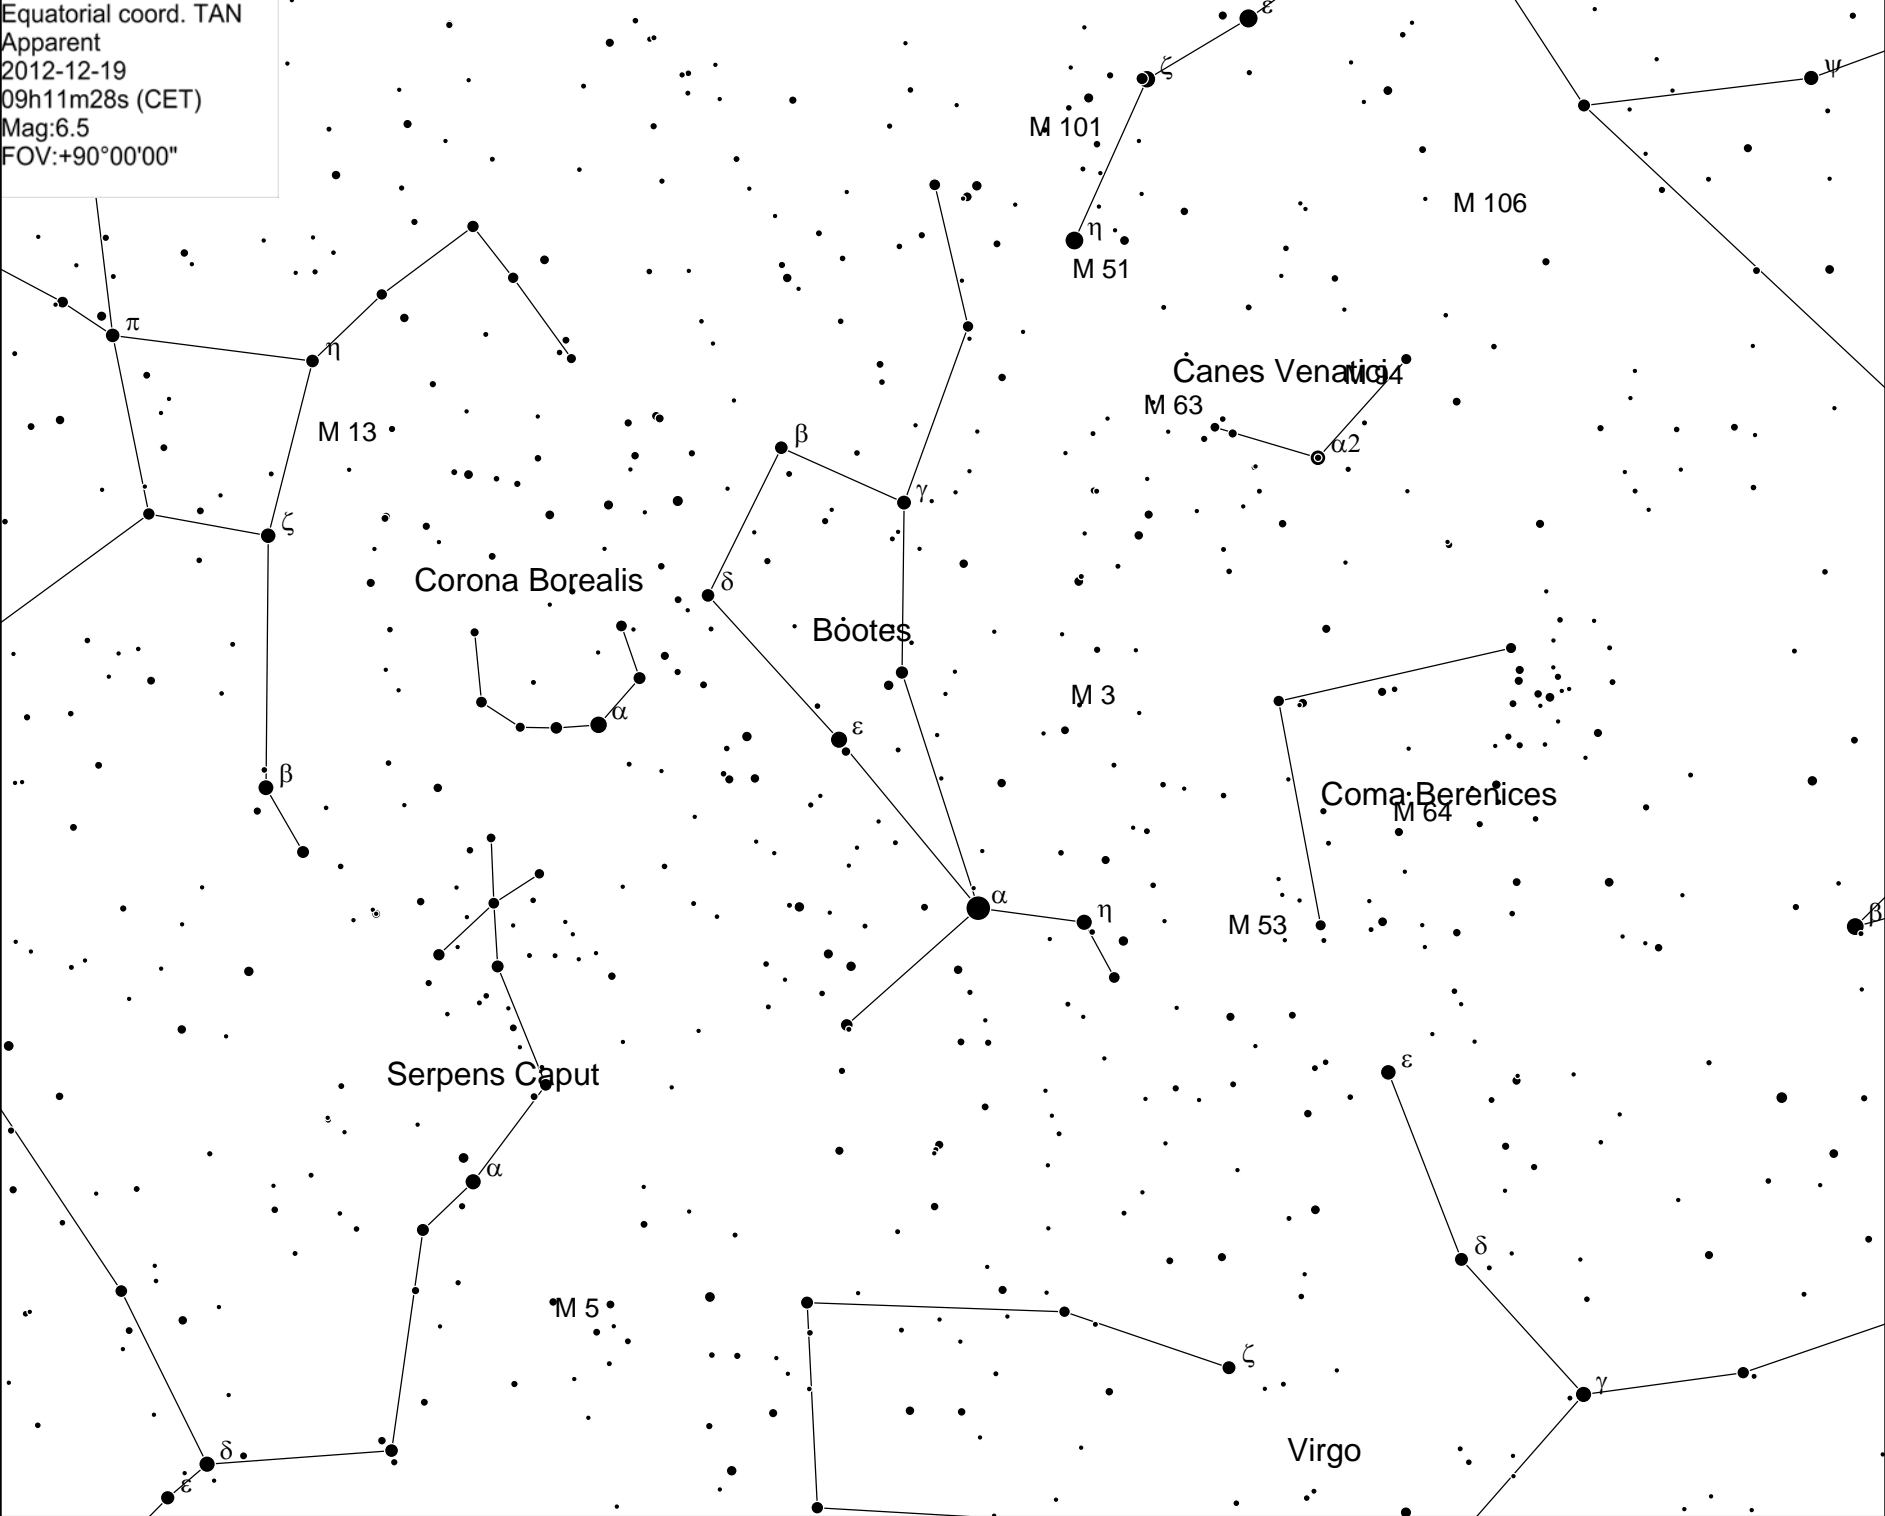 Equatorial coord. TAN
Apparent
2012-12-19
09h11m28s (CET)
Mag:6.5
FOV:+90°00'00"
ε
ζ
ψ
M 101
M 106
η
M 51
π
η
Canes Venatici
M 94
M 63
M 13
β
α2
γ
ζ
Corona Borealis
δ
Bootes
M 3
α
ε
β
Coma Berenices
M 64
α
η
M 53
β
ε
Serpens Caput
α
δ
M 5
ζ
γ
δ
Virgo
ε